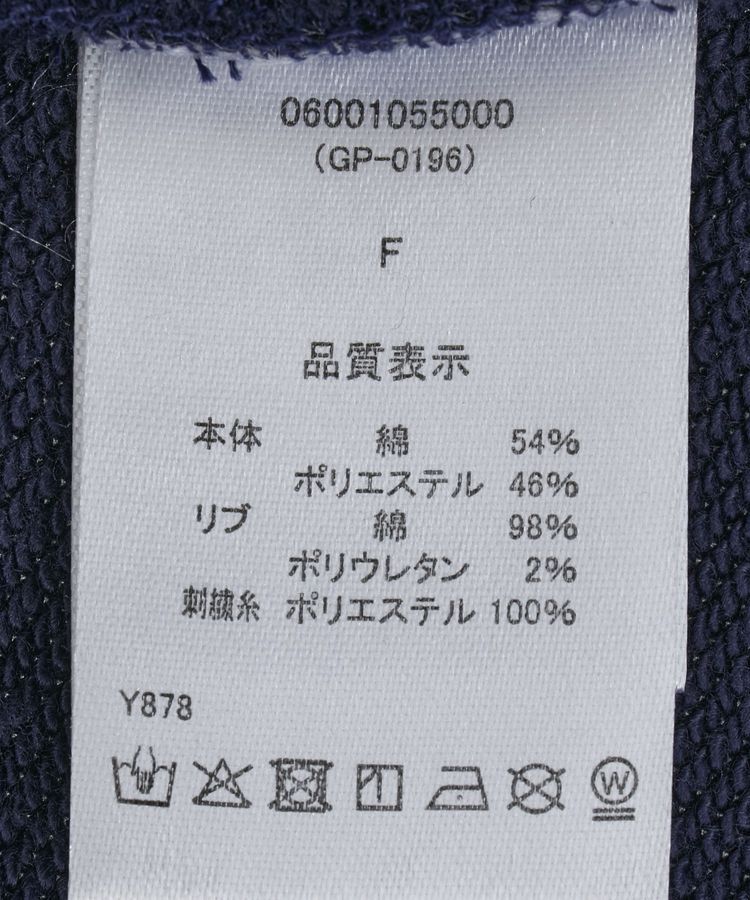 06001055000
(GP-0196)
F
品質表示
本体 綿 54%
ポリエステル 46%
リブ 綿 98%
ポリウレタン 2%
刺繍糸 ポリエステル 100%
Y878
W